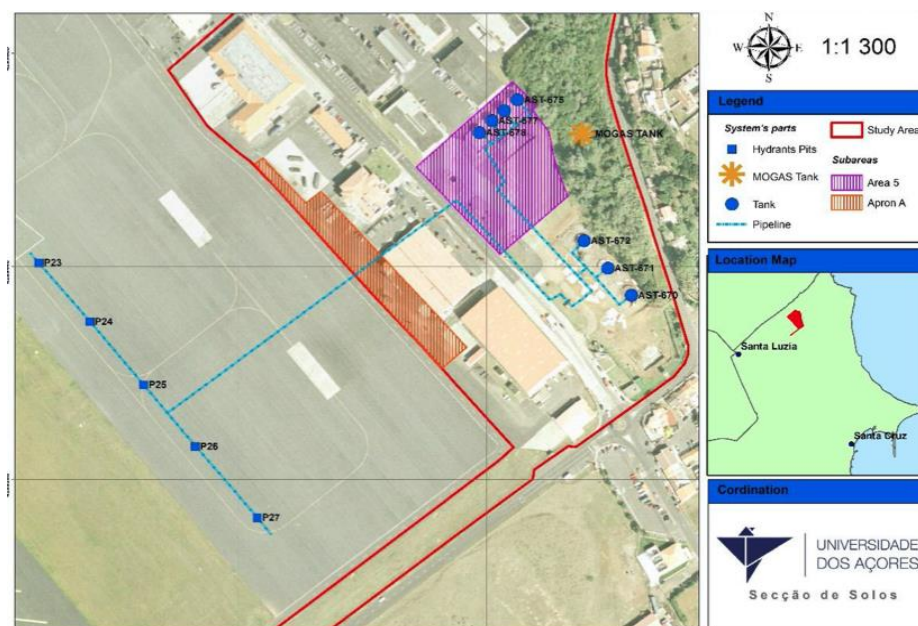 N
W E
S
1:1 300
Legend
System's parts
Hydrants Pits
MOGAS Tank
Tank
Pipeline
Study Area
Subareas
Area 5
Apron A
Location Map
Santa Luzia
Santa Cruz
Cordination
UNIVERSIDADE
DOS AÇORES
Secção de Solos
AST-675
AST-677
AST-678
MOGAS TANK
AST-672
AST-671
AST-670
P23
P24
P25
P26
P27